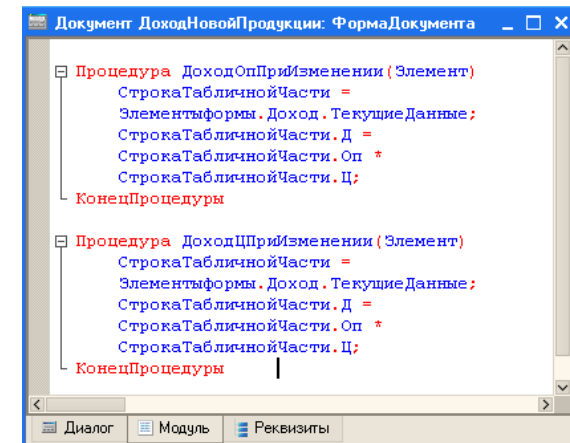 Документ ДоходНовойПродукции: ФормаДокумента
Процедура ДоходОпПриИзменении(Элемент)
СтрокаТабличнойЧасти =
Элементыформы.Доход.ТекущиеДанные;
СтрокаТабличнойЧасти.Д =
СтрокаТабличнойЧасти.Оп *
СтрокаТабличнойЧасти.Ц;
КонецПроцедуры
Процедура ДоходЦПриИзменении(Элемент)
СтрокаТабличнойЧасти =
Элементыформы.Доход.ТекущиеДанные;
СтрокаТабличнойЧасти.Д =
СтрокаТабличнойЧасти.Оп *
СтрокаТабличнойЧасти.Ц;
КонецПроцедуры
Диалог Модуль Реквизиты